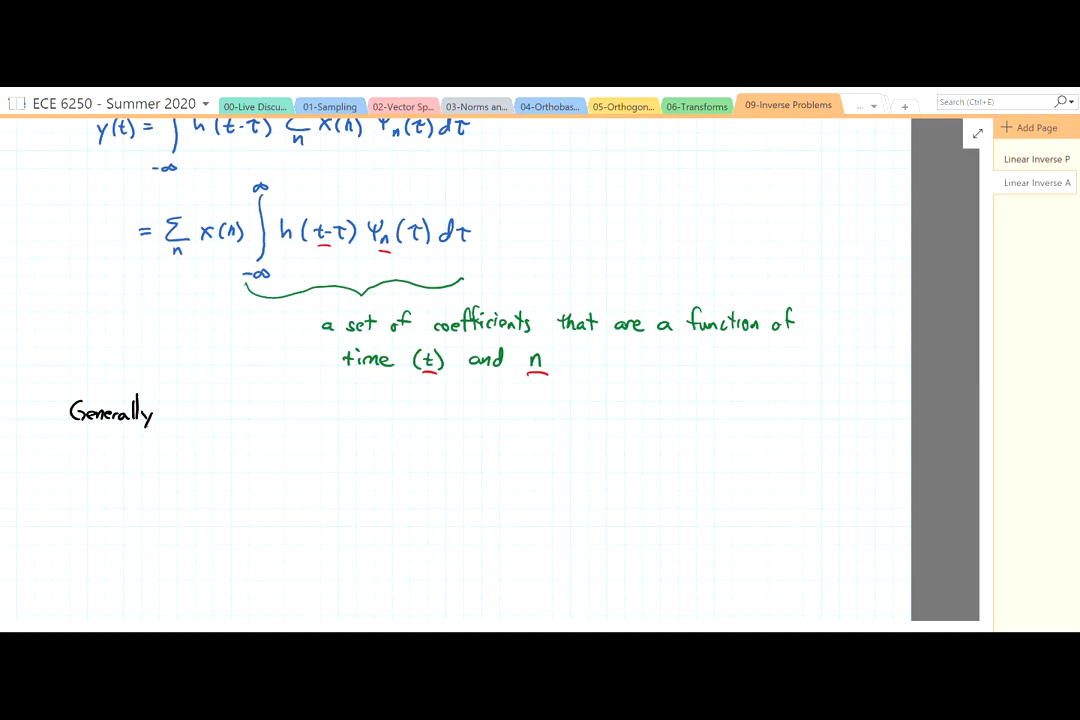 ECE 6250 - Summer 2020
00-Live Discu...
01-Sampling
02-Vector Sp...
03-Norms an...
04-Orthobas...
05-Orthogon...
06-Transforms
09-Inverse Problems
...
Search (Ctrl+E)
Add Page
Linear Inverse P
Linear Inverse A
y(t) = ∫ h(t-τ) Σ x(n) ψn(τ) dτ
-∞ n
= Σn x(n) ∫_{-∞}^{∞} h(t-τ) ψn(τ) dτ
a set of coefficients that are a function of
time (t) and n
Generally